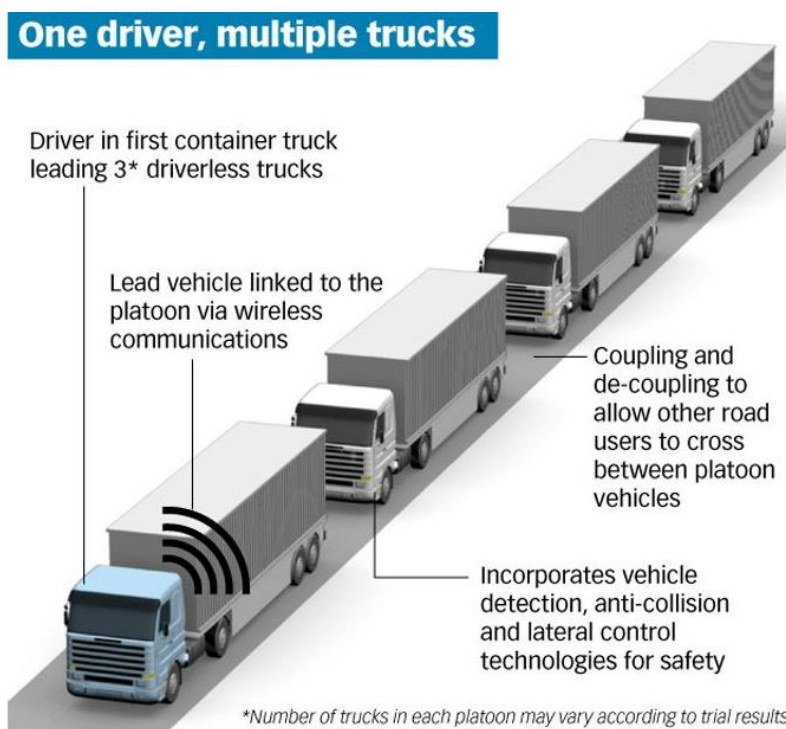 One driver, multiple trucks
Driver in first container truck
leading 3* driverless trucks
Lead vehicle linked to the
platoon via wireless
communications
Coupling and
de-coupling to
allow other road
users to cross
between platoon
vehicles
Incorporates vehicle
detection, anti-collision
and lateral control
technologies for safety
*Number of trucks in each platoon may vary according to trial results